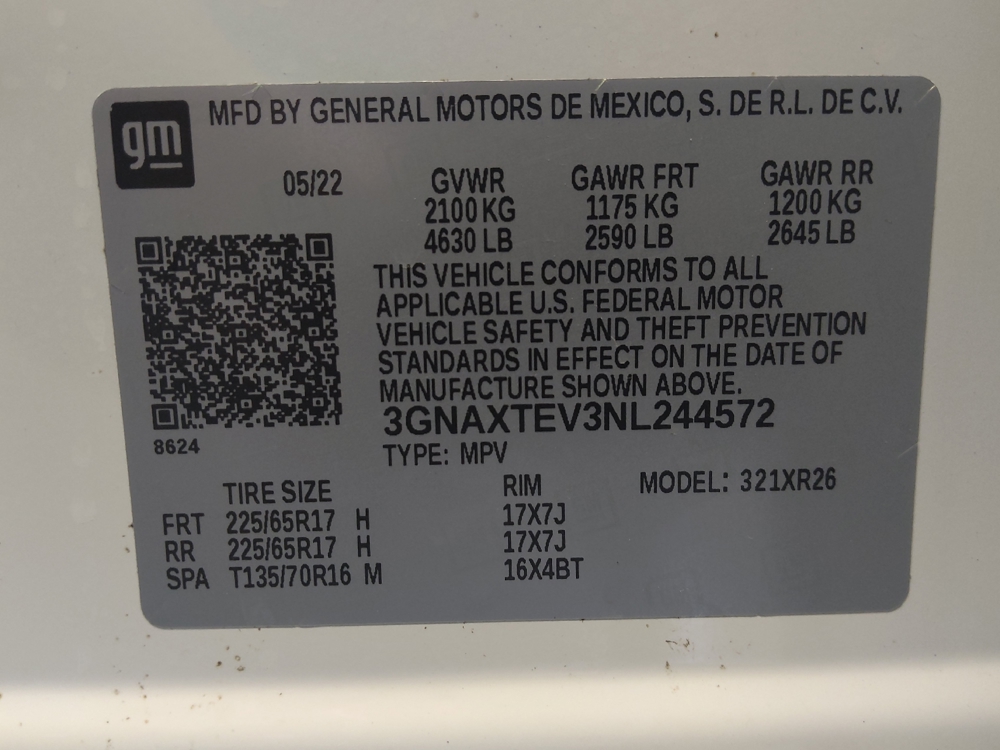 gm
MFD BY GENERAL MOTORS DE MEXICO, S. DE R.L. DE C.V.
05/22 GVWR GAWR FRT GAWR RR
2100 KG 1175 KG 1200 KG
4630 LB 2590 LB 2645 LB
THIS VEHICLE CONFORMS TO ALL
APPLICABLE U.S. FEDERAL MOTOR
VEHICLE SAFETY AND THEFT PREVENTION
STANDARDS IN EFFECT ON THE DATE OF
MANUFACTURE SHOWN ABOVE.
3GNAXTEV3NL244572
8624
TYPE: MPV
TIRE SIZE RIM MODEL: 321XR26
FRT 225/65R17 H 17X7J
RR 225/65R17 H 17X7J
SPA T135/70R16 M 16X4BT